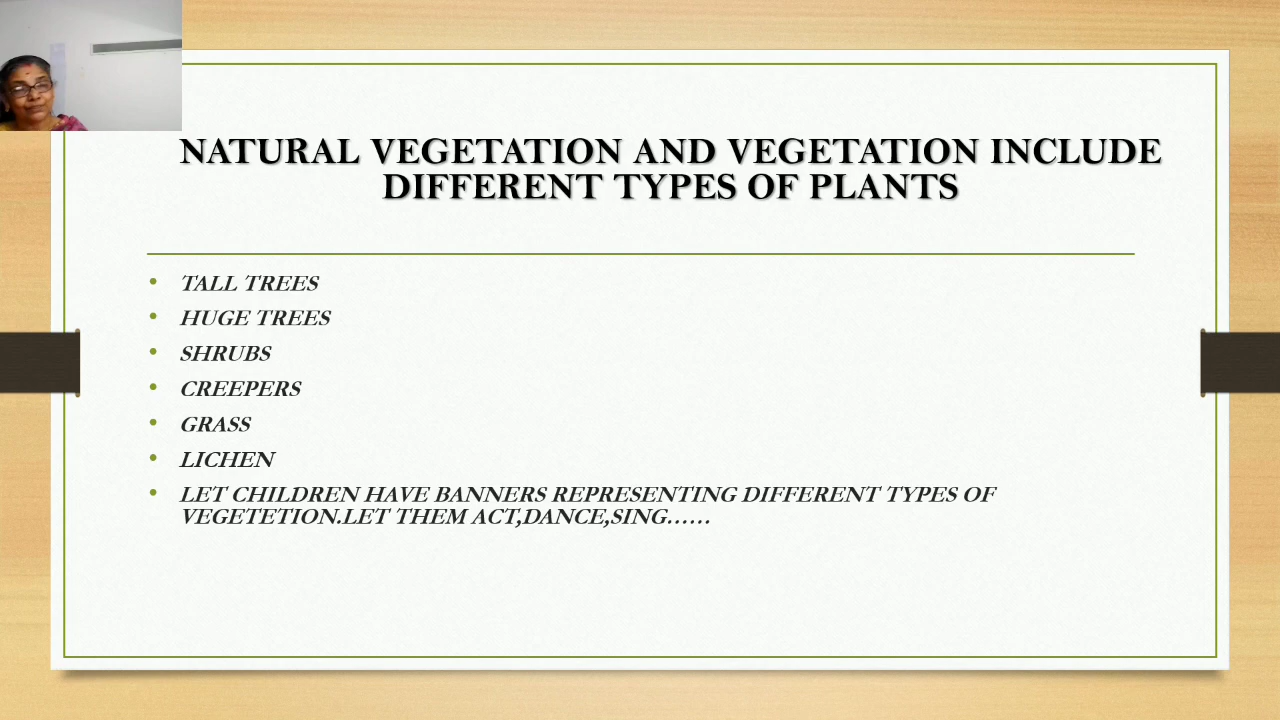 NATURAL VEGETATION AND VEGETATION INCLUDE
DIFFERENT TYPES OF PLANTS
• TALL TREES
• HUGE TREES
• SHRUBS
• CREEPERS
• GRASS
• LICHEN
• LET CHILDREN HAVE BANNERS REPRESENTING DIFFERENT TYPES OF
VEGETETION.LET THEM ACT,DANCE,SING......